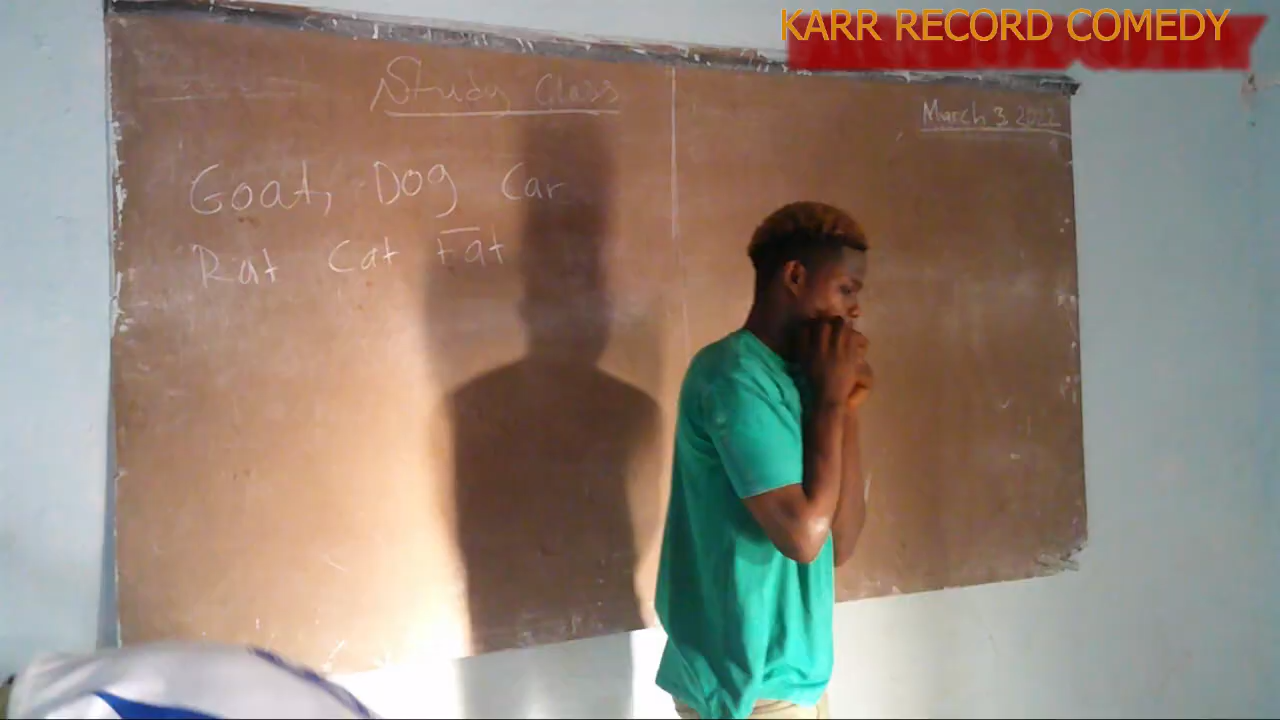 KARR RECORD COMEDY
Study Class
March 3, 2022
Goat, Dog Car
Rat Cat Fat